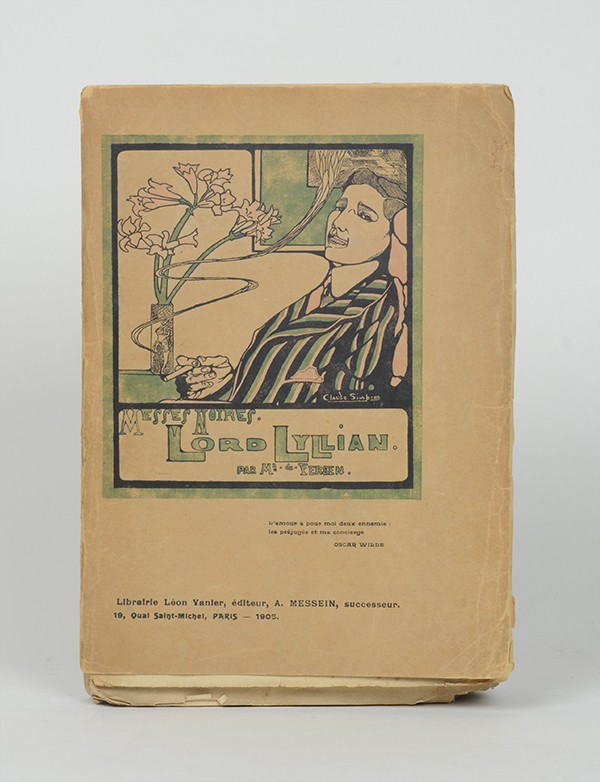 Claude Simpson
MESSES NOIRES.
LORD LYLLIAN.
PAR Mr. de. FERSEN.
L'amour a pour moi deux ennemis :
les préjugés et ma concierge
OSCAR WILDE
Librairie Léon Vanier, éditeur, A. MESSEIN, successeur.
19, Quai Saint-Michel, PARIS — 1905.